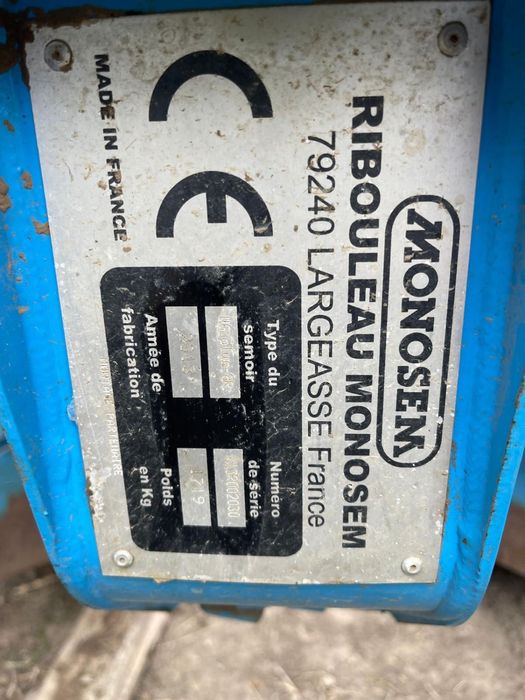 MONOSEM
RIBOULEAU MONOSEM
79240 LARGEASSE France
CE
Type du
semoir
Numero
de série
Année de
fabrication
Poids
en Kg
MADE IN FRANCE